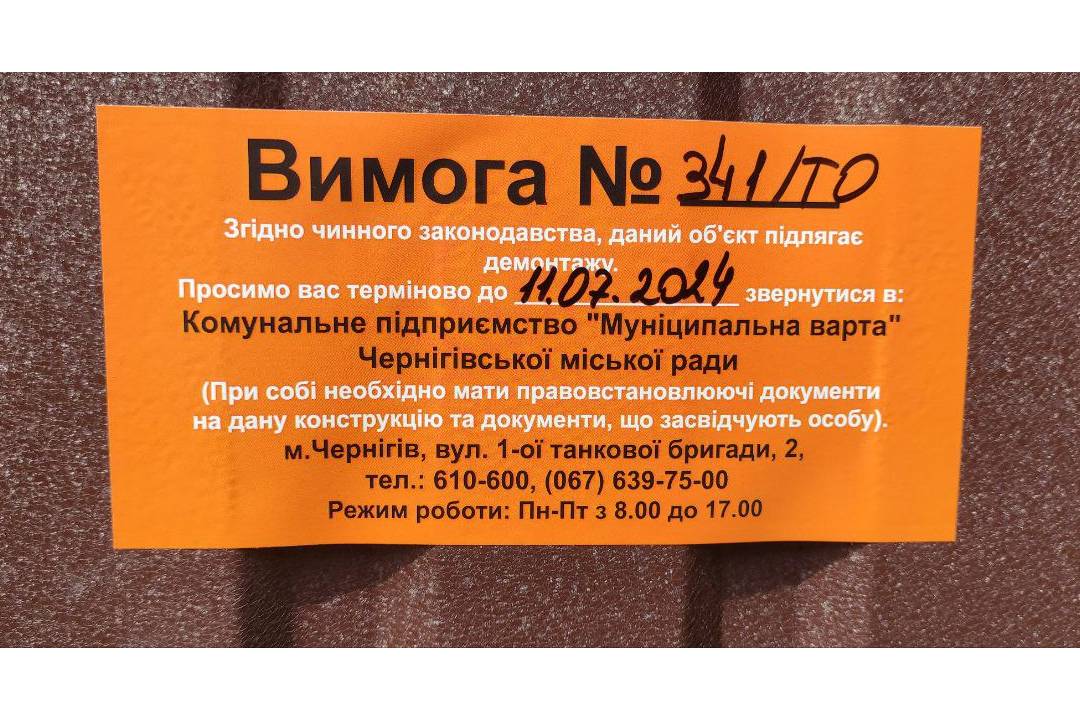 Вимога № 341/ТО
Згідно чинного законодавства, даний об'єкт підлягає
демонтажу.
Просимо вас терміново до 11.07.2024 звернутися в:
Комунальне підприємство "Муніципальна варта"
Чернігівської міської ради
(При собі необхідно мати правовстановлюючі документи
на дану конструкцію та документи, що засвідчують особу).
м.Чернігів, вул. 1-ої танкової бригади, 2,
тел.: 610-600, (067) 639-75-00
Режим роботи: Пн-Пт з 8.00 до 17.00